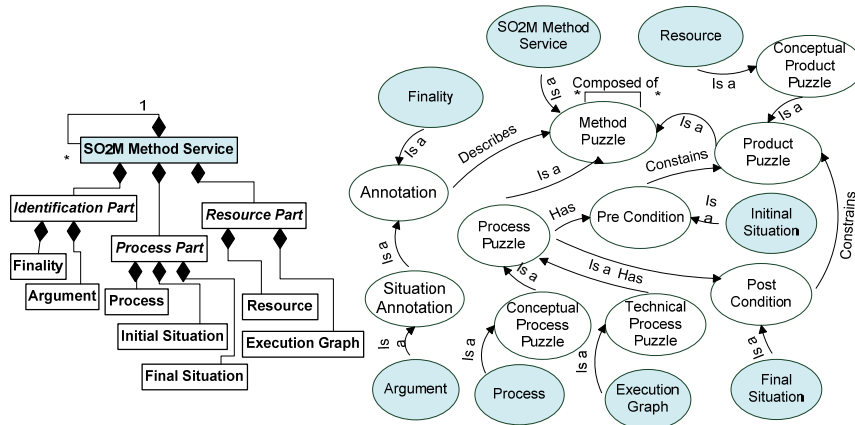 1
*
SO2M Method Service
Identification Part
Resource Part
Process Part
Finality
Argument
Process
Resource
Initial Situation
Execution Graph
Final Situation
SO2M Method
Service
Resource
Conceptual
Product
Puzzle
Is a
Is a
Composed of
*
*
Is a
Finality
Method
Puzzle
Is a
Product
Puzzle
Is a
Describes
Is a
Constains
Annotation
Process
Puzzle
Has
Pre Condition
Is
a
Initinal
Situation
Constrains
Is a
Is a
Is a
Has
Situation
Annotation
Conceptual
Process
Puzzle
Technical
Process
Puzzle
Post
Condition
Is
a
Is a
Is a
Is a
Argument
Process
Execution
Graph
Final
Situation